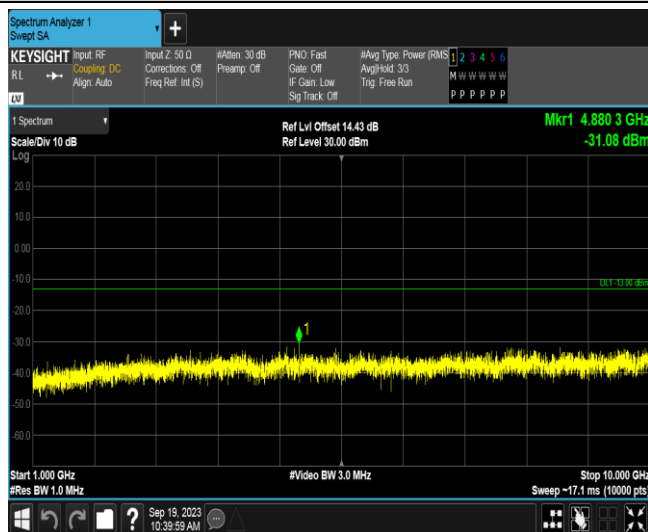 Spectrum Analyzer 1
Swept SA
+
KEYSIGHT
RL
LXI
Input: RF
Coupling: DC
Align: Auto
Input Z: 50 Ω
Corrections: Off
Freq Ref: Int (S)
#Atten: 30 dB
Preamp: Off
PNO: Fast
Gate: Off
IF Gain: Low
Sig Track: Off
#Avg Type: Power (RMS
Avg|Hold: 3/3
Trig: Free Run
1 2 3 4 5 6
M W W W W W
P P P P P P
1 Spectrum
Scale/Div 10 dB
Ref Lvl Offset 14.43 dB
Ref Level 30.00 dBm
Mkr1 4.880 3 GHz
-31.08 dBm
Log
20.0
10.0
0.00
-10.0
DL1 -13.00 dBm
-20.0
-30.0
1
-40.0
-50.0
-60.0
Start 1.000 GHz
#Res BW 1.0 MHz
#Video BW 3.0 MHz
Stop 10.000 GHz
Sweep ~17.1 ms (10000 pts)
?
Sep 19, 2023
10:39:59 AM